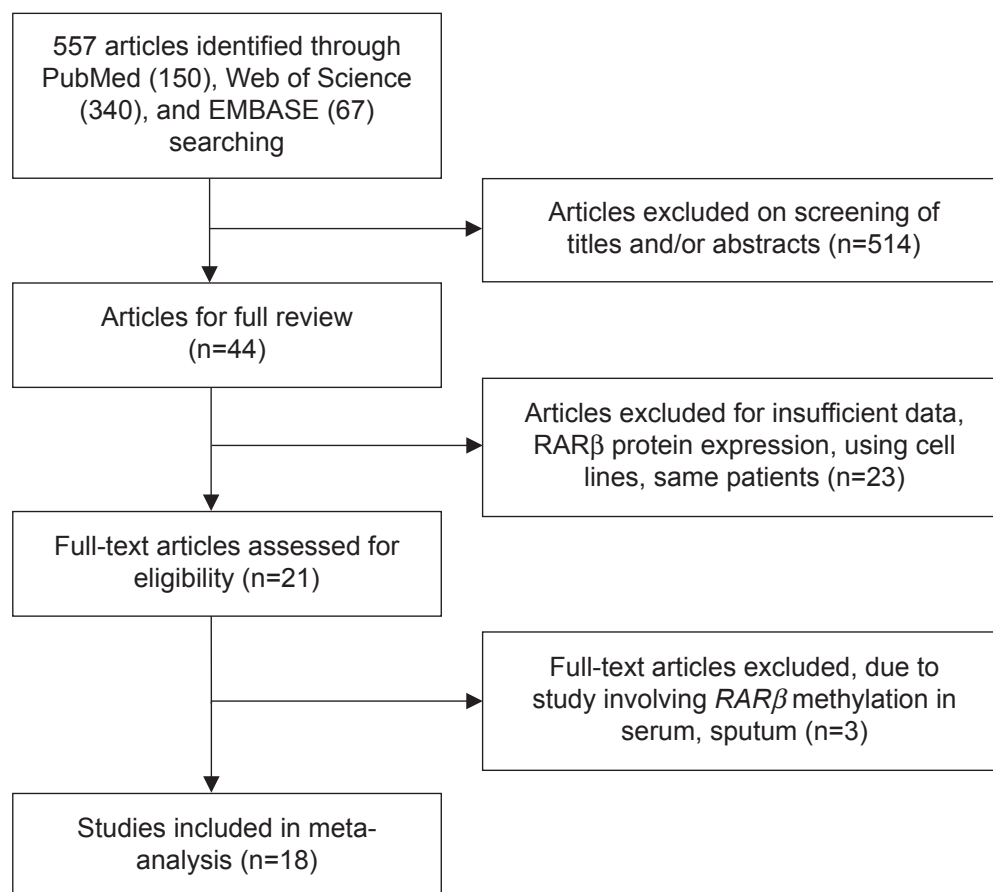 557 articles identified through
PubMed (150), Web of Science
(340), and EMBASE (67)
searching
Articles excluded on screening of
titles and/or abstracts (n=514)
Articles for full review
(n=44)
Articles excluded for insufficient data,
RARβ protein expression, using cell
lines, same patients (n=23)
Full-text articles assessed for
eligibility (n=21)
Full-text articles excluded, due to
study involving RARβ methylation in
serum, sputum (n=3)
Studies included in meta-
analysis (n=18)